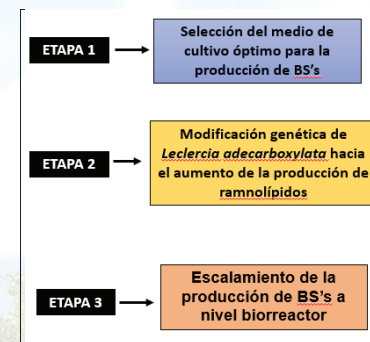 ETAPA 1
Selección del medio de
cultivo óptimo para la
producción de BS's
ETAPA 2
Modificación genética de
Leclercia adecarboxylata hacia
el aumento de la producción de
ramnolípidos
ETAPA 3
Escalamiento de la
producción de BS's a
nivel biorreactor